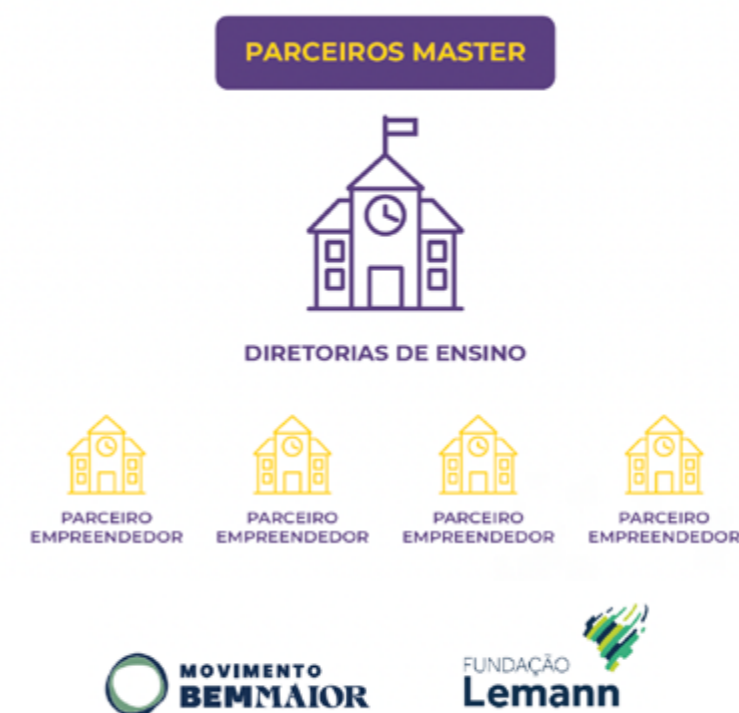 PARCEIROS MASTER
DIRETORIAS DE ENSINO
PARCEIRO
EMPREENDEDOR
PARCEIRO
EMPREENDEDOR
PARCEIRO
EMPREENDEDOR
PARCEIRO
EMPREENDEDOR
MOVIMENTO
BEMMAIOR
FUNDAÇÃO
Lemann